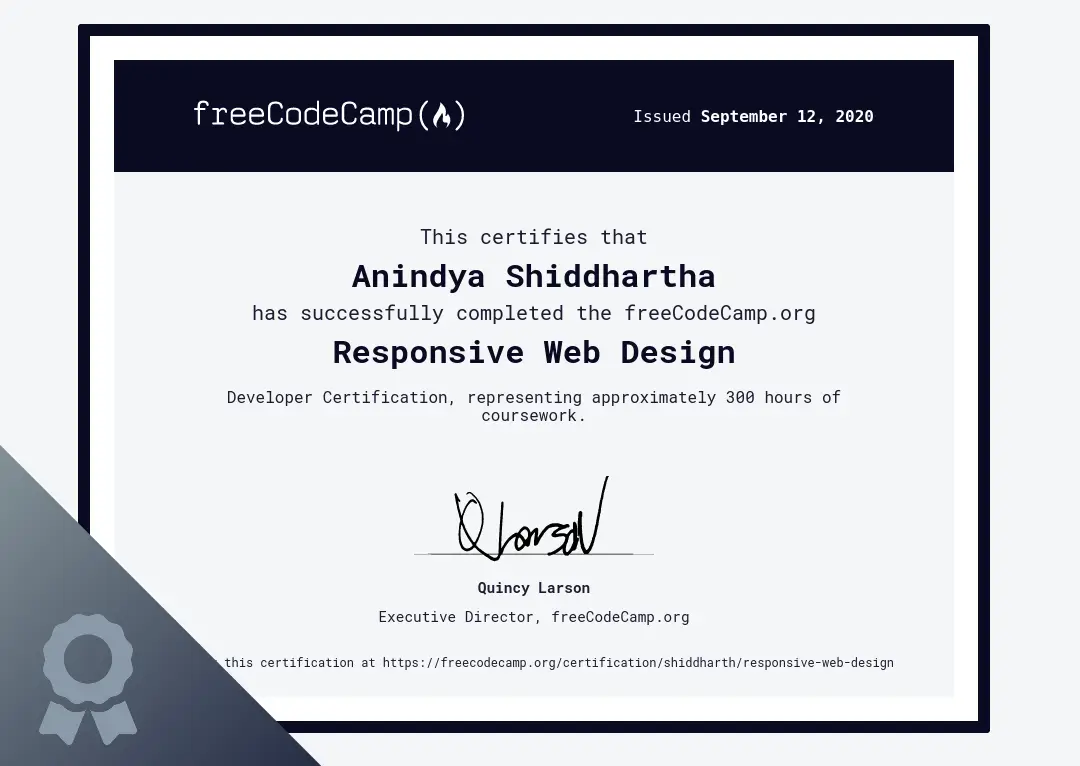 freeCodeCamp
Issued September 12, 2020
This certifies that
Anindya Shiddhartha
has successfully completed the freeCodeCamp.org
Responsive Web Design
Developer Certification, representing approximately 300 hours of
coursework.
Q Larson
Quincy Larson
Executive Director, freeCodeCamp.org
this certification at https://freecodecamp.org/certification/shiddharth/responsive-web-design